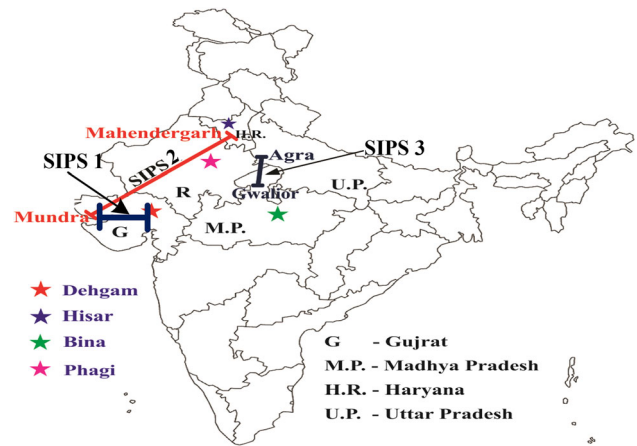 Mahendergarh
H.R.
SIPS 1
SIPS 2
SIPS 3
Agra
R
Gwalior
U.P.
Mundra
G
M.P.
Dehgam
Hisar
Bina
Phagi
G - Gujrat
M.P. - Madhya Pradesh
H.R. - Haryana
U.P. - Uttar Pradesh